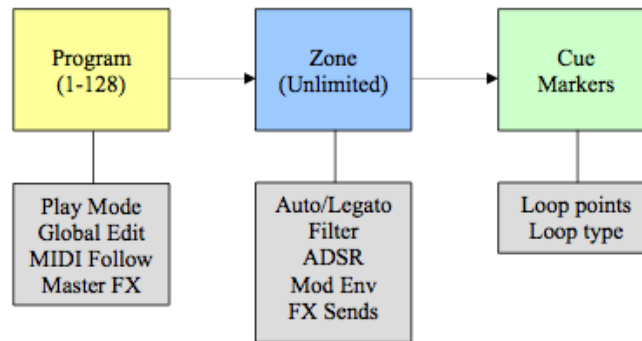 Program
(1-128)
Zone
(Unlimited)
Cue
Markers
Play Mode
Global Edit
MIDI Follow
Master FX
Auto/Legato
Filter
ADSR
Mod Env
FX Sends
Loop points
Loop type